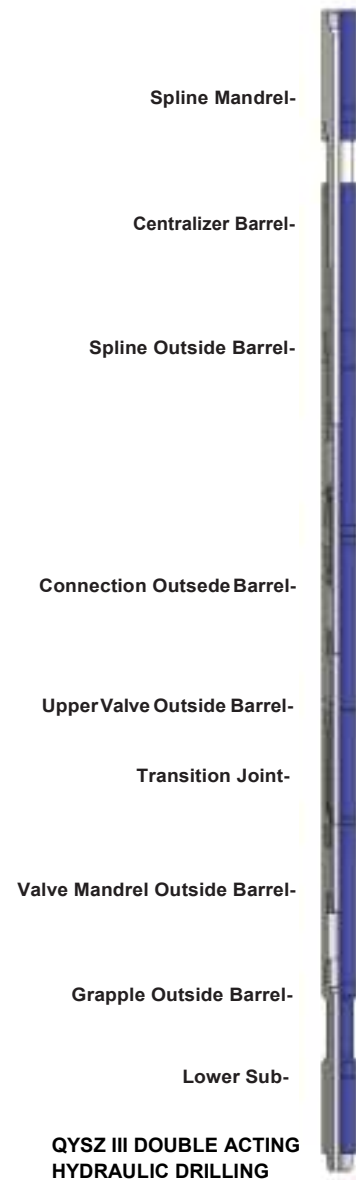 Spline Mandrel-
Centralizer Barrel-
Spline Outside Barrel-
Connection Outsede Barrel-
Upper Valve Outside Barrel-
Transition Joint-
Valve Mandrel Outside Barrel-
Grapple Outside Barrel-
Lower Sub-
QYSZ III DOUBLE ACTING
HYDRAULIC DRILLING